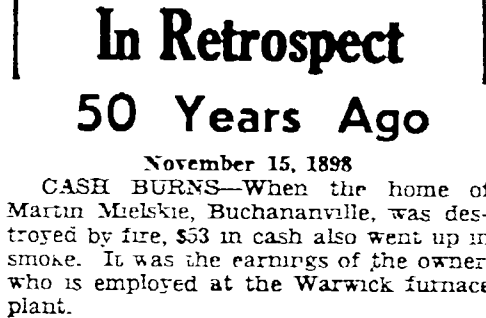 In Retrospect
50 Years Ago
November 15, 1898
CASH BURNS—When the home of
Martin Mielskie, Buchananville, was des-
troyed by fire, $53 in cash also went up in
smoke. It was the earnings of the owner
who is employed at the Warwick furnace
plant.